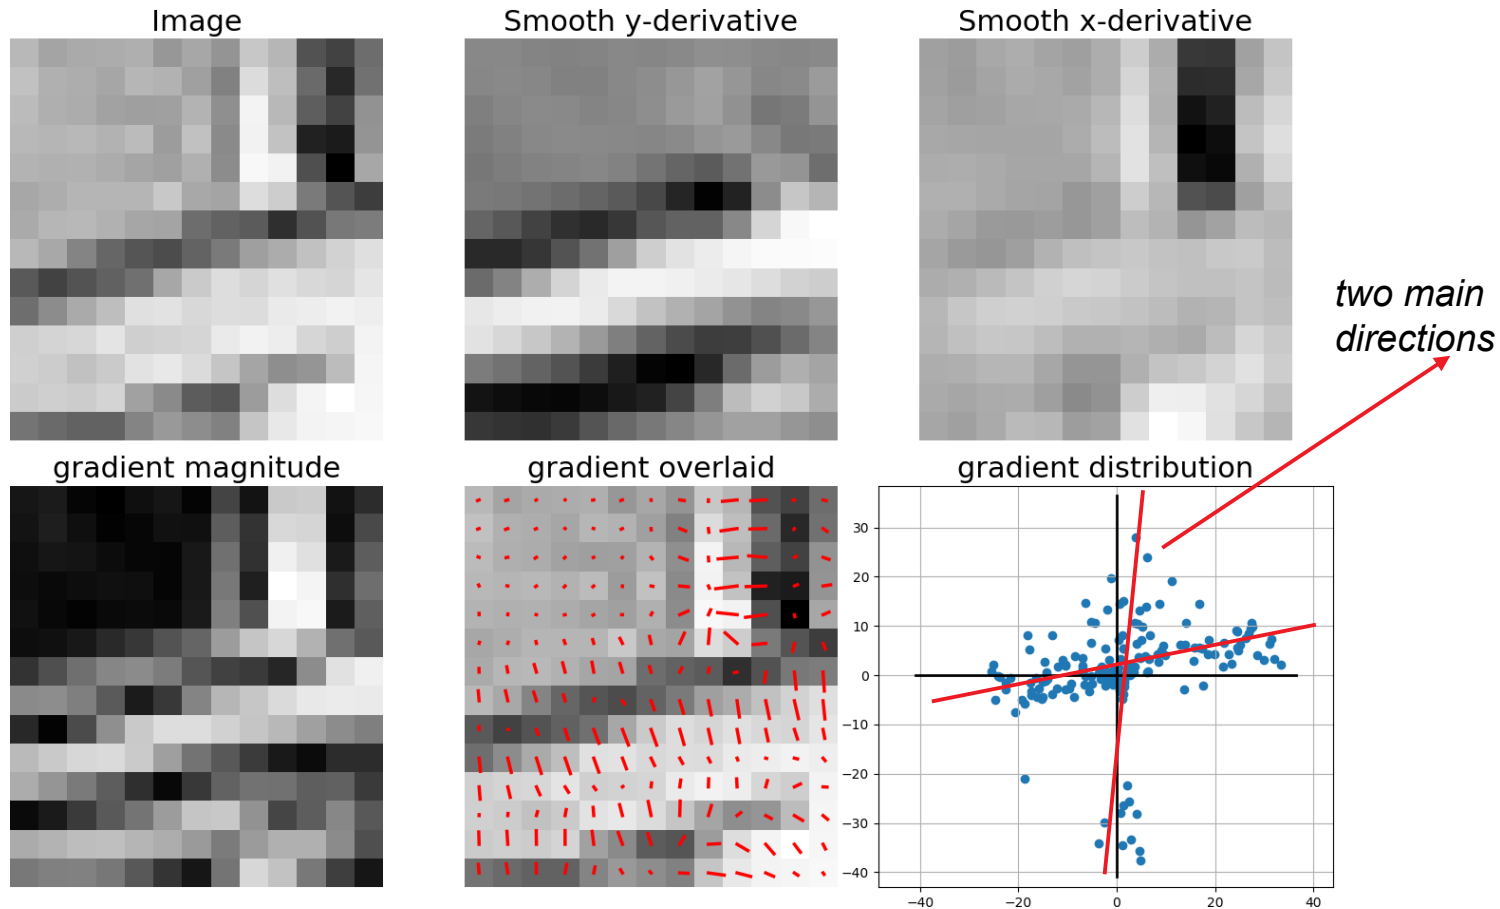 Image
Smooth y-derivative
Smooth x-derivative
two main
directions
gradient magnitude
gradient overlaid
gradient distribution
30
20
10
0
−10
−20
−30
−40
−40
−20
0
20
40